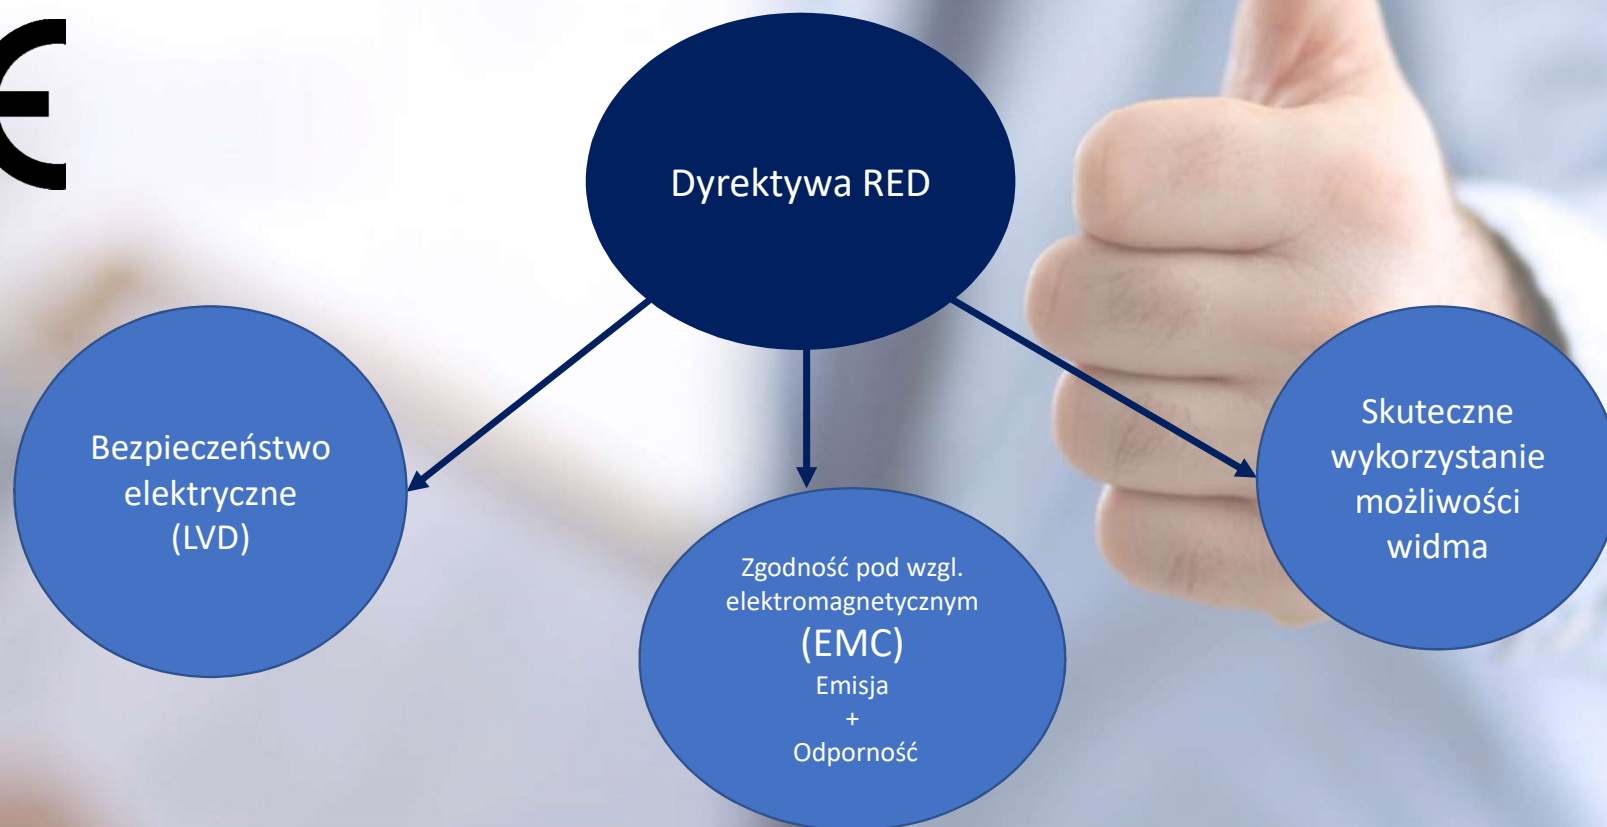 Dyrektywa RED
Bezpieczeństwo
elektryczne
(LVD)
Zgodność pod wzgl.
elektromagnetycznym
(EMC)
Emisja
+
Odporność
Skuteczne
wykorzystanie
możliwości
widma